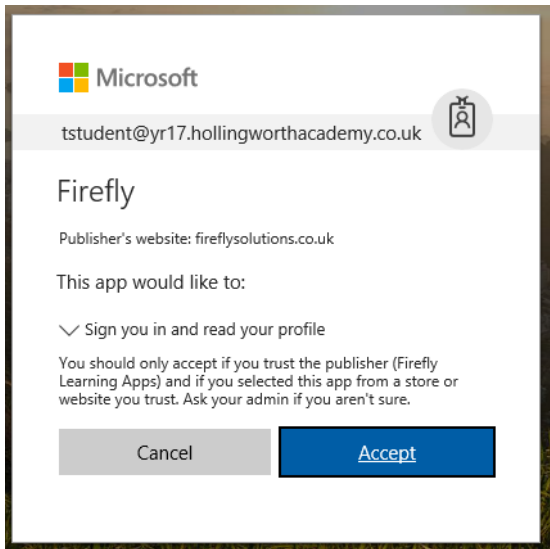 Microsoft
tstudent@yr17.hollingworthacademy.co.uk
Firefly
Publisher's website: fireflysolutions.co.uk
This app would like to:
Sign you in and read your profile
You should only accept if you trust the publisher (Firefly
Learning Apps) and if you selected this app from a store or
website you trust. Ask your admin if you aren't sure.
Cancel
Accept